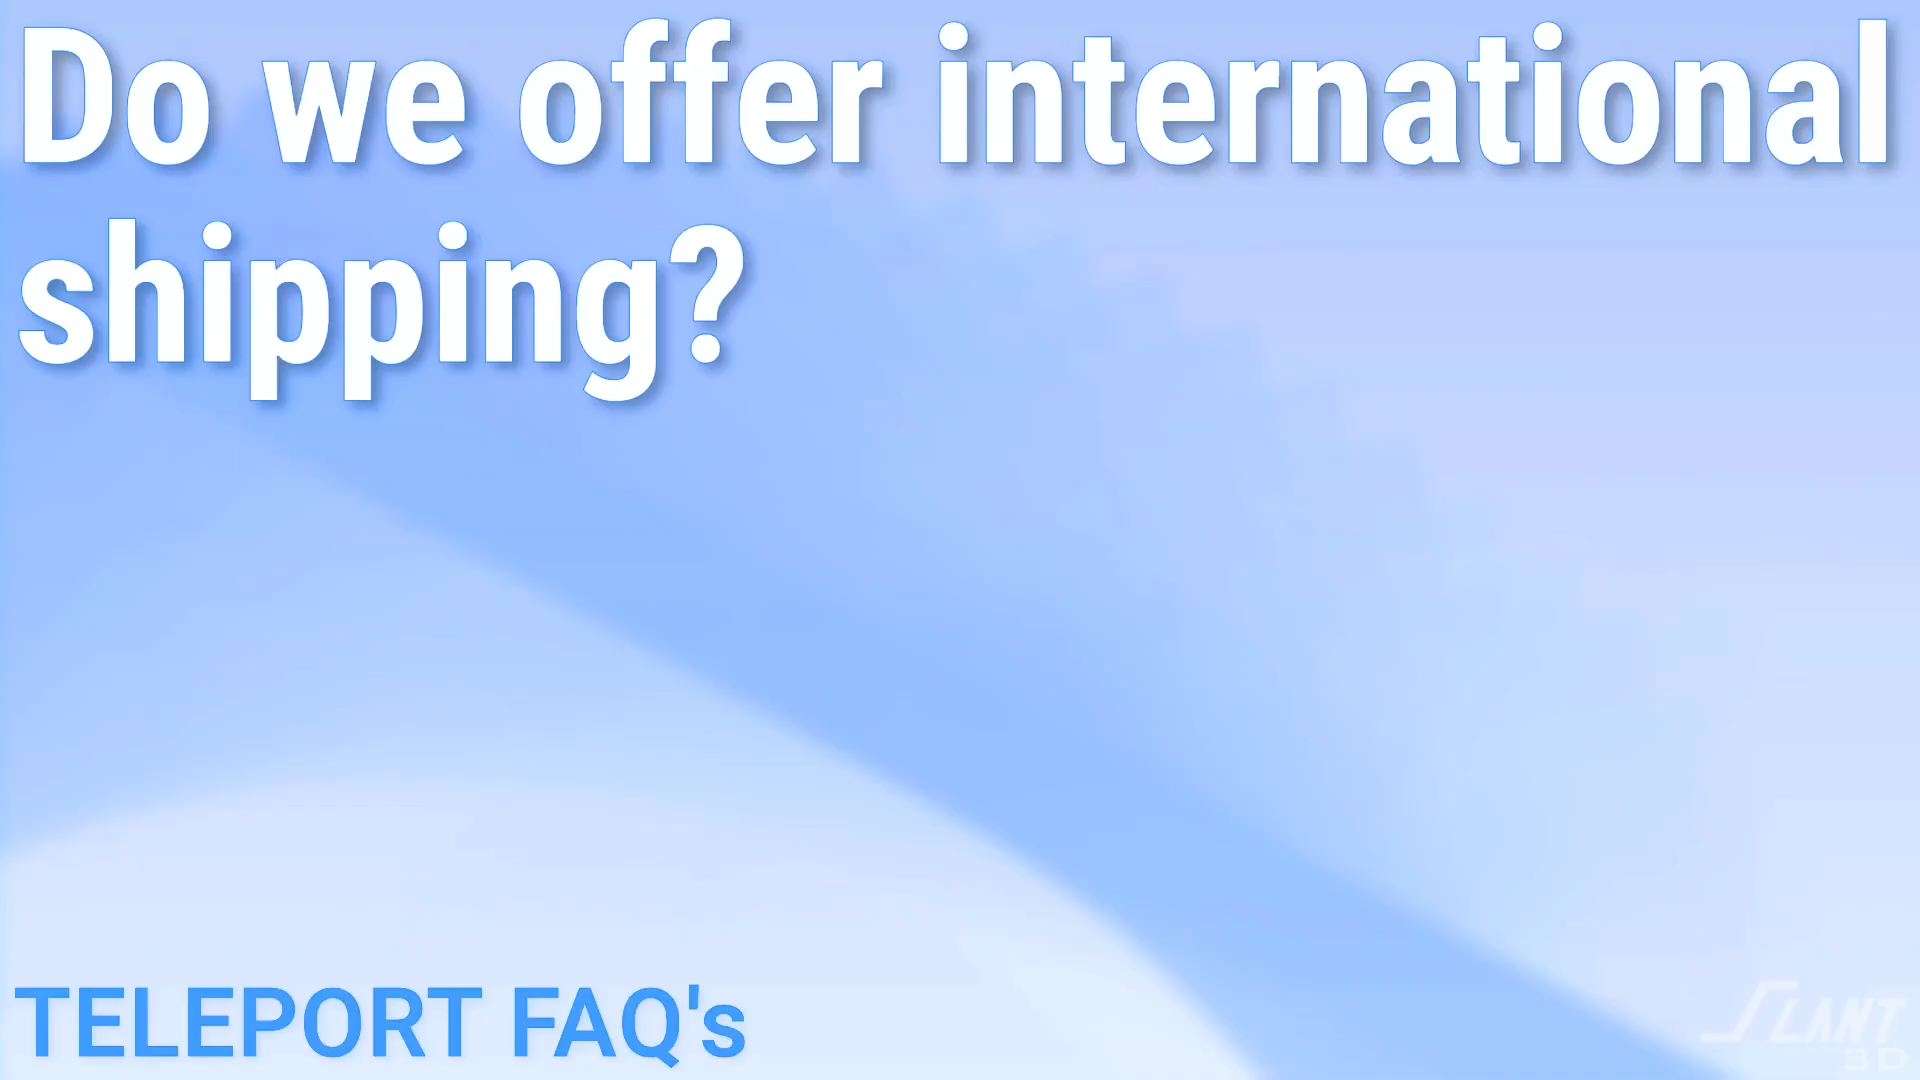 Do we offer international
shipping?
TELEPORT FAQ's
SLANT
3D